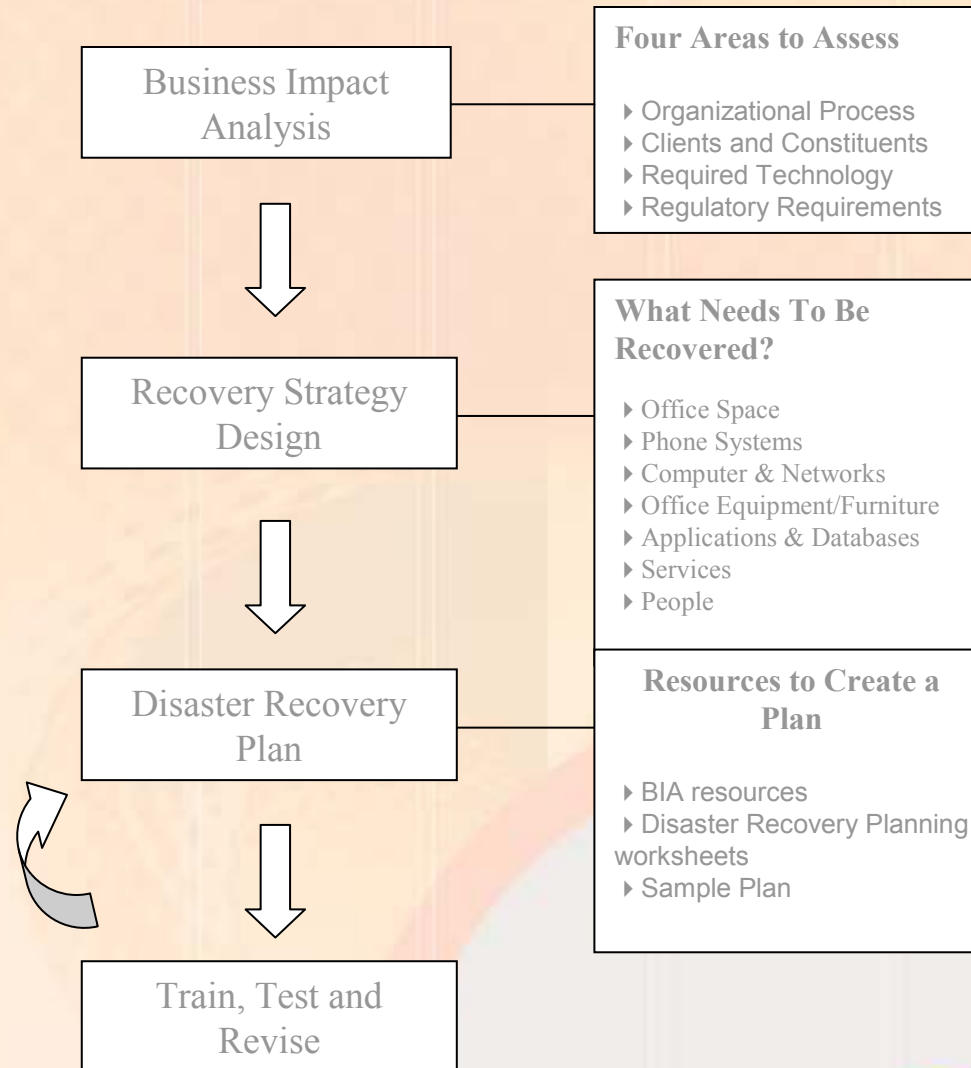 Business Impact
Analysis
Four Areas to Assess
▸ Organizational Process
▸ Clients and Constituents
▸ Required Technology
▸ Regulatory Requirements
Recovery Strategy
Design
What Needs To Be
Recovered?
▸ Office Space
▸ Phone Systems
▸ Computer & Networks
▸ Office Equipment/Furniture
▸ Applications & Databases
▸ Services
▸ People
Disaster Recovery
Plan
Resources to Create a
Plan
▸ BIA resources
▸ Disaster Recovery Planning
worksheets
▸ Sample Plan
Train, Test and
Revise